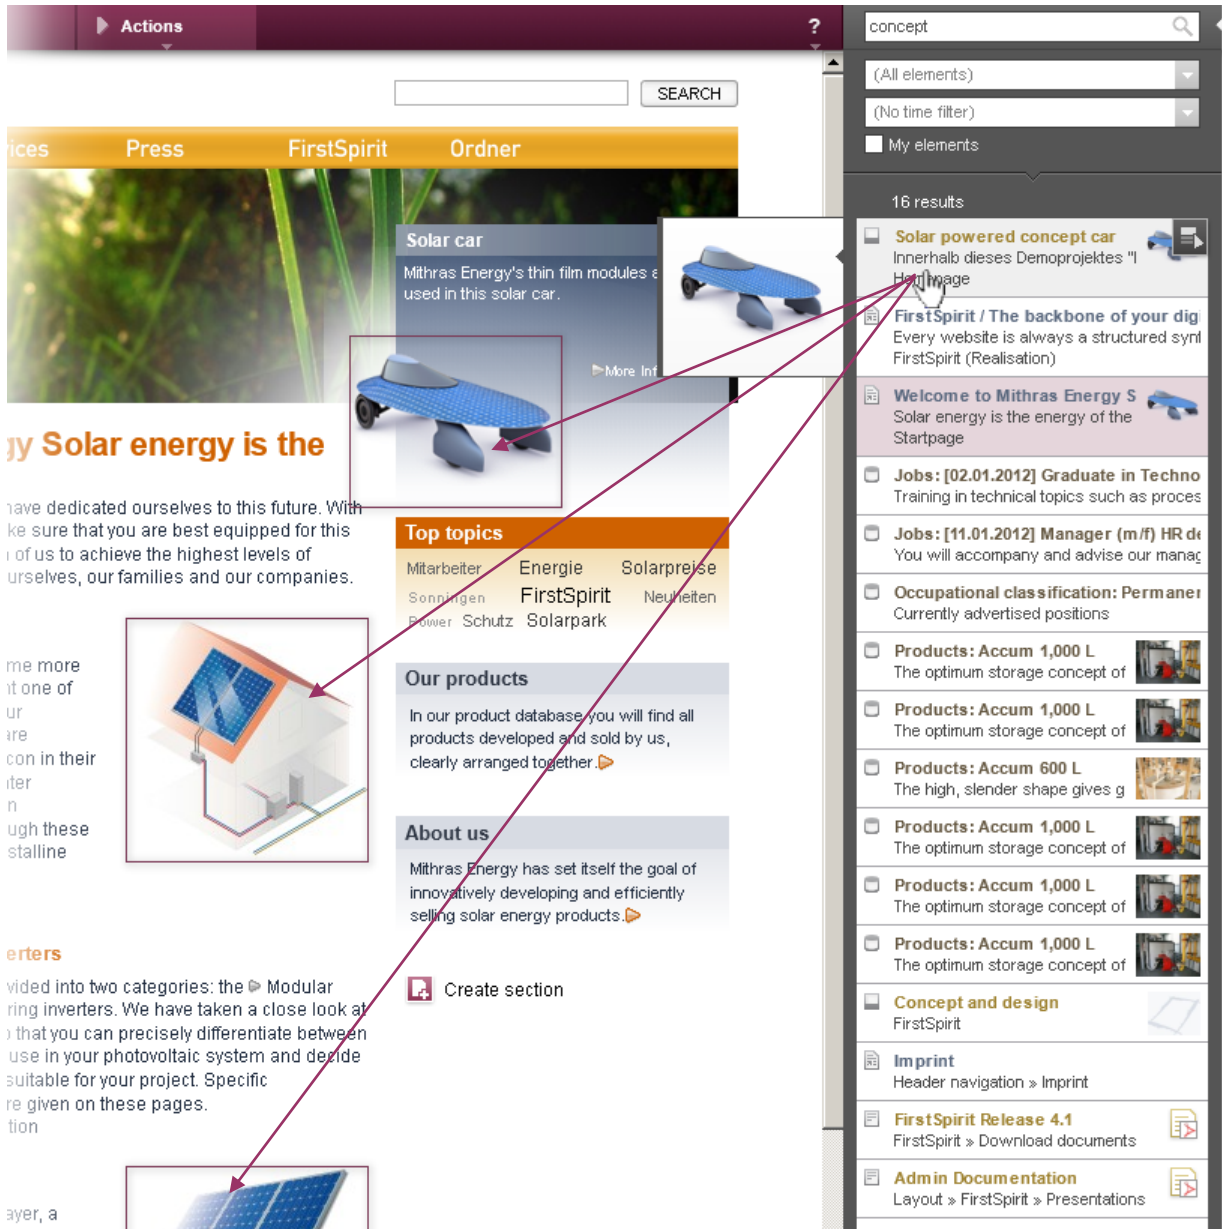 Actions
?
SEARCH
ices Press FirstSpirit Ordner
Solar car
Mithras Energy's thin film modules a
used in this solar car.
More Inf
gy Solar energy is the
have dedicated ourselves to this future. With
ke sure that you are best equipped for this
of us to achieve the highest levels of
urselves, our families and our companies.
Top topics
Mitarbeiter Energie Solarpreise
Sonningen FirstSpirit Neuheiten
Power Schutz Solarpark
me more
nt one of
ur
are
con in their
ter
n
ugh these
stalline
Our products
In our product database you will find all
products developed and sold by us,
clearly arranged together.
About us
Mithras Energy has set itself the goal of
innovatively developing and efficiently
selling solar energy products.
erters
vided into two categories: the Modular
ring inverters. We have taken a close look at
that you can precisely differentiate between
use in your photovoltaic system and decide
suitable for your project. Specific
re given on these pages.
tion
Create section
ayer, a
concept
(All elements)
(No time filter)
My elements
16 results
Solar powered concept car
Innerhalb dieses Demoprojektes "I
Homepage
FirstSpirit / The backbone of your digi
Every website is always a structured synt
FirstSpirit (Realisation)
Welcome to Mithras Energy S
Solar energy is the energy of the
Startpage
Jobs: [02.01.2012] Graduate in Techno
Training in technical topics such as proces
Jobs: [11.01.2012] Manager (m/f) HR de
You will accompany and advise our manag
Occupational classification: Permaner
Currently advertised positions
Products: Accum 1,000 L
The optimum storage concept of
Products: Accum 1,000 L
The optimum storage concept of
Products: Accum 600 L
The high, slender shape gives g
Products: Accum 1,000 L
The optimum storage concept of
Products: Accum 1,000 L
The optimum storage concept of
Products: Accum 1,000 L
The optimum storage concept of
Concept and design
FirstSpirit
Imprint
Header navigation » Imprint
FirstSpirit Release 4.1
FirstSpirit » Download documents
Admin Documentation
Layout » FirstSpirit » Presentations